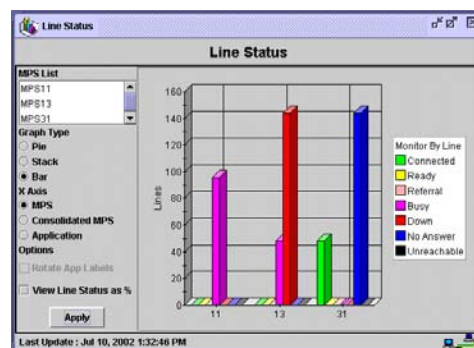 Line Status
Line Status
MPS List
MPS11
MPS13
MPS31
Graph Type
Pie
Stack
Bar
X Axis
MPS
Consolidated MPS
Application
Options
Rotate App Labels
View Line Status as %
Apply
Lines
160
140
120
100
80
60
40
20
0
11
13
31
Monitor By Line
Connected
Ready
Referral
Busy
Down
No Answer
Unreachable
Last Update : Jul 10, 2002 1:32:46 PM